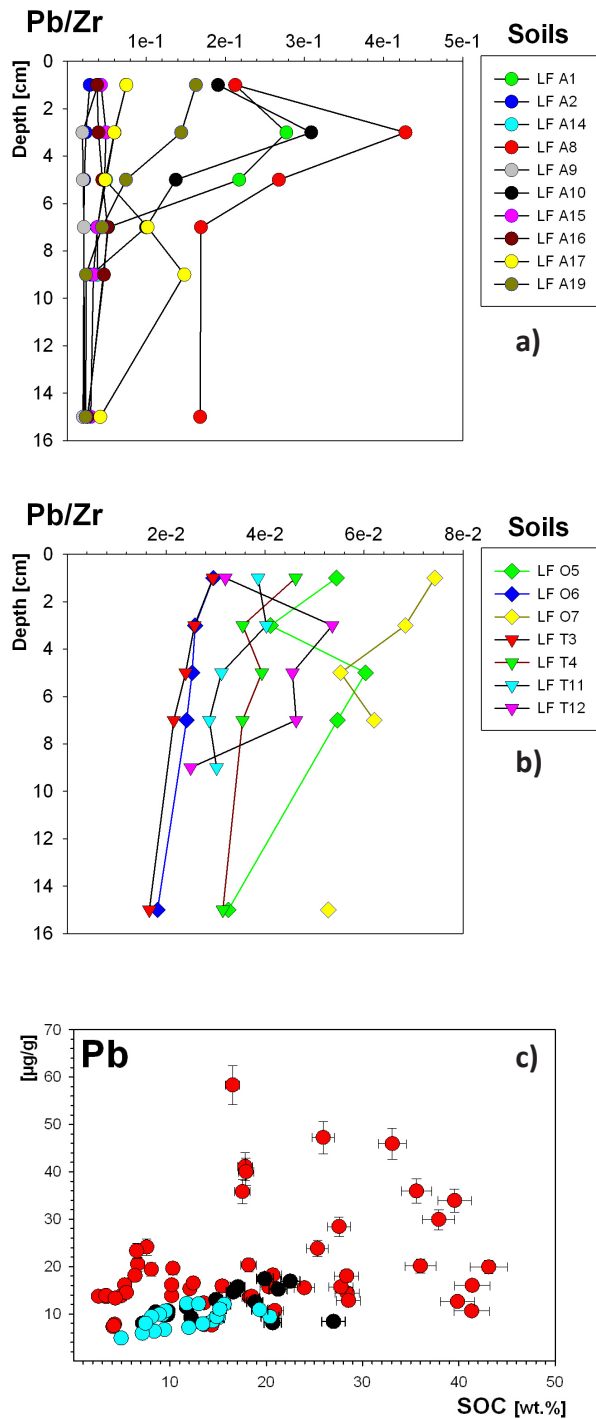 Pb/Zr
1e-1 2e-1 3e-1 4e-1 5e-1
Soils
Depth [cm]
0
2
4
6
8
10
12
14
16
LF A1
LF A2
LF A14
LF A8
LF A9
LF A10
LF A15
LF A16
LF A17
LF A19
a)
Pb/Zr
2e-2 4e-2 6e-2 8e-2
Soils
Depth [cm]
0
2
4
6
8
10
12
14
16
LF O5
LF O6
LF O7
LF T3
LF T4
LF T11
LF T12
b)
[µg/g]
Pb
c)
70
60
50
40
30
20
10
10 20 30 40 50
SOC [wt.%]